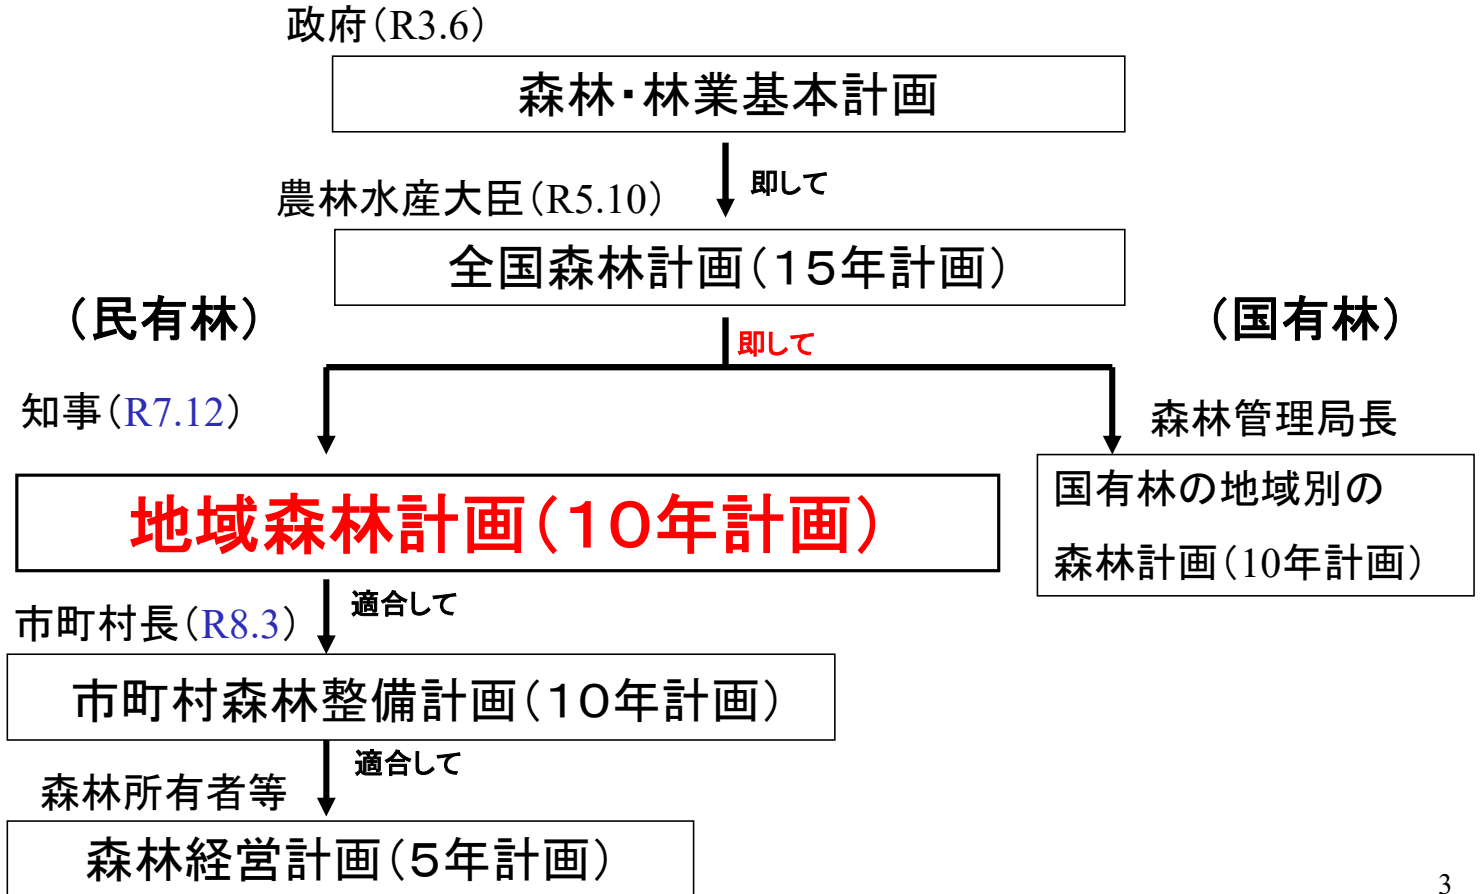 政府(R3.6)
森林・林業基本計画
即して
農林水産大臣(R5.10)
全国森林計画(15年計画)
(民有林)
(国有林)
即して
知事(R7.12)
森林管理局長
地域森林計画(10年計画)
国有林の地域別の
森林計画(10年計画)
適合して
市町村長(R8.3)
市町村森林整備計画(10年計画)
適合して
森林所有者等
森林経営計画(5年計画)
3